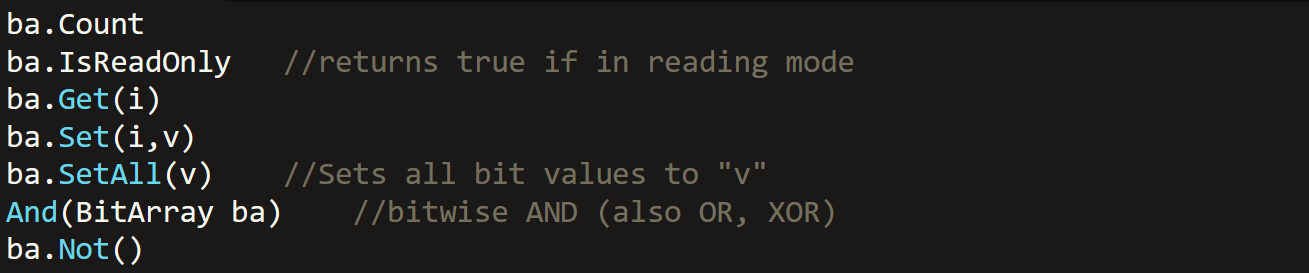 ba.Count
ba.IsReadOnly   //returns true if in reading mode
ba.Get(i)
ba.Set(i,v)
ba.SetAll(v)    //Sets all bit values to "v"
And(BitArray ba)    //bitwise AND (also OR, XOR)
ba.Not()